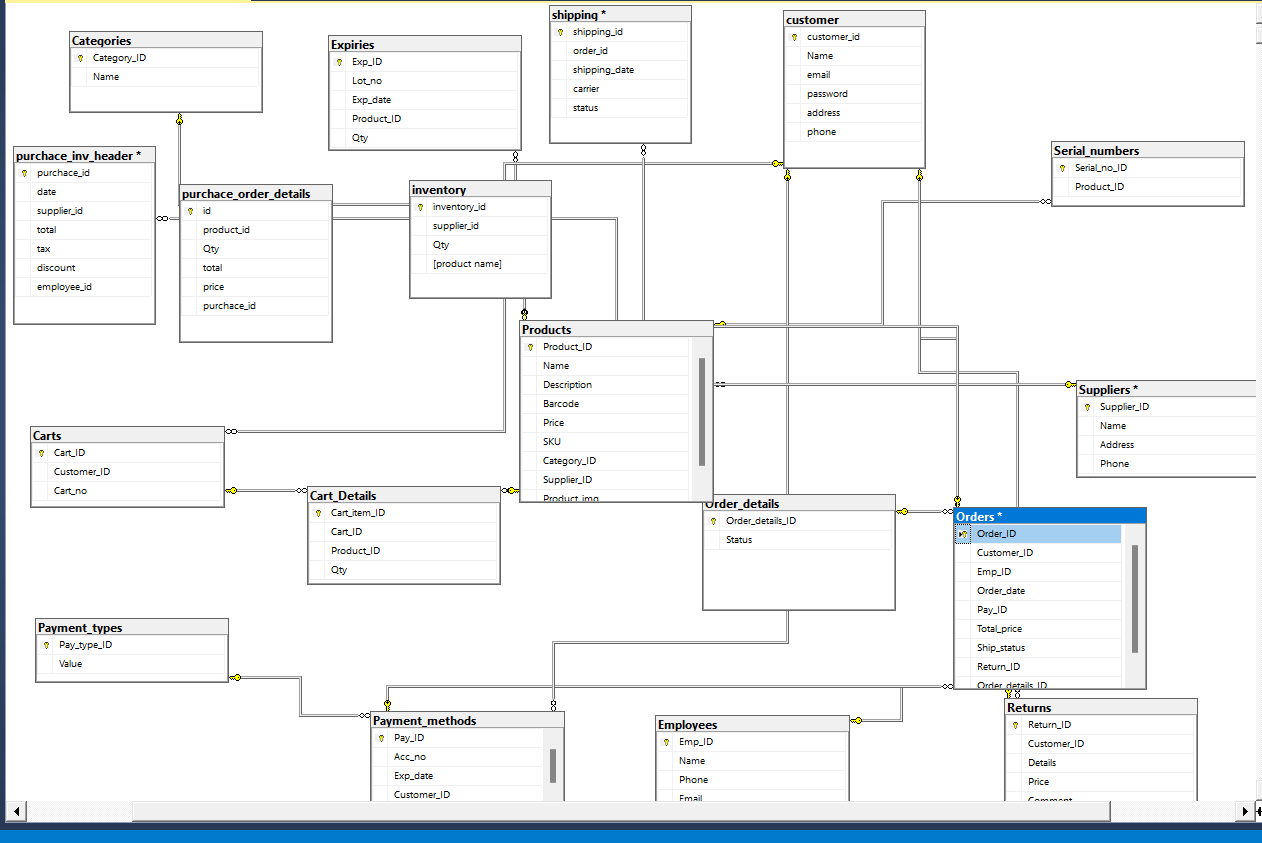 Categories
Category_ID
Name
Expiries
Exp_ID
Lot_no
Exp_date
Product_ID
Qty
shipping *
shipping_id
order_id
shipping_date
carrier
status
customer
customer_id
Name
email
password
address
phone
purchace_inv_header *
purchace_id
date
supplier_id
total
tax
discount
employee_id
purchace_order_details
id
product_id
Qty
total
price
purchace_id
inventory
inventory_id
supplier_id
Qty
[product name]
Serial_numbers
Serial_no_ID
Product_ID
Products
Product_ID
Name
Description
Barcode
Price
SKU
Category_ID
Supplier_ID
Product_img
Suppliers *
Supplier_ID
Name
Address
Phone
Carts
Cart_ID
Customer_ID
Cart_no
Cart_Details
Cart_item_ID
Cart_ID
Product_ID
Qty
Order_details
Order_details_ID
Status
Orders *
Order_ID
Customer_ID
Emp_ID
Order_date
Pay_ID
Total_price
Ship_status
Return_ID
Order_details_ID
Payment_types
Pay_type_ID
Value
Payment_methods
Pay_ID
Acc_no
Exp_date
Customer_ID
Employees
Emp_ID
Name
Phone
Email
Returns
Return_ID
Customer_ID
Details
Price
Comment